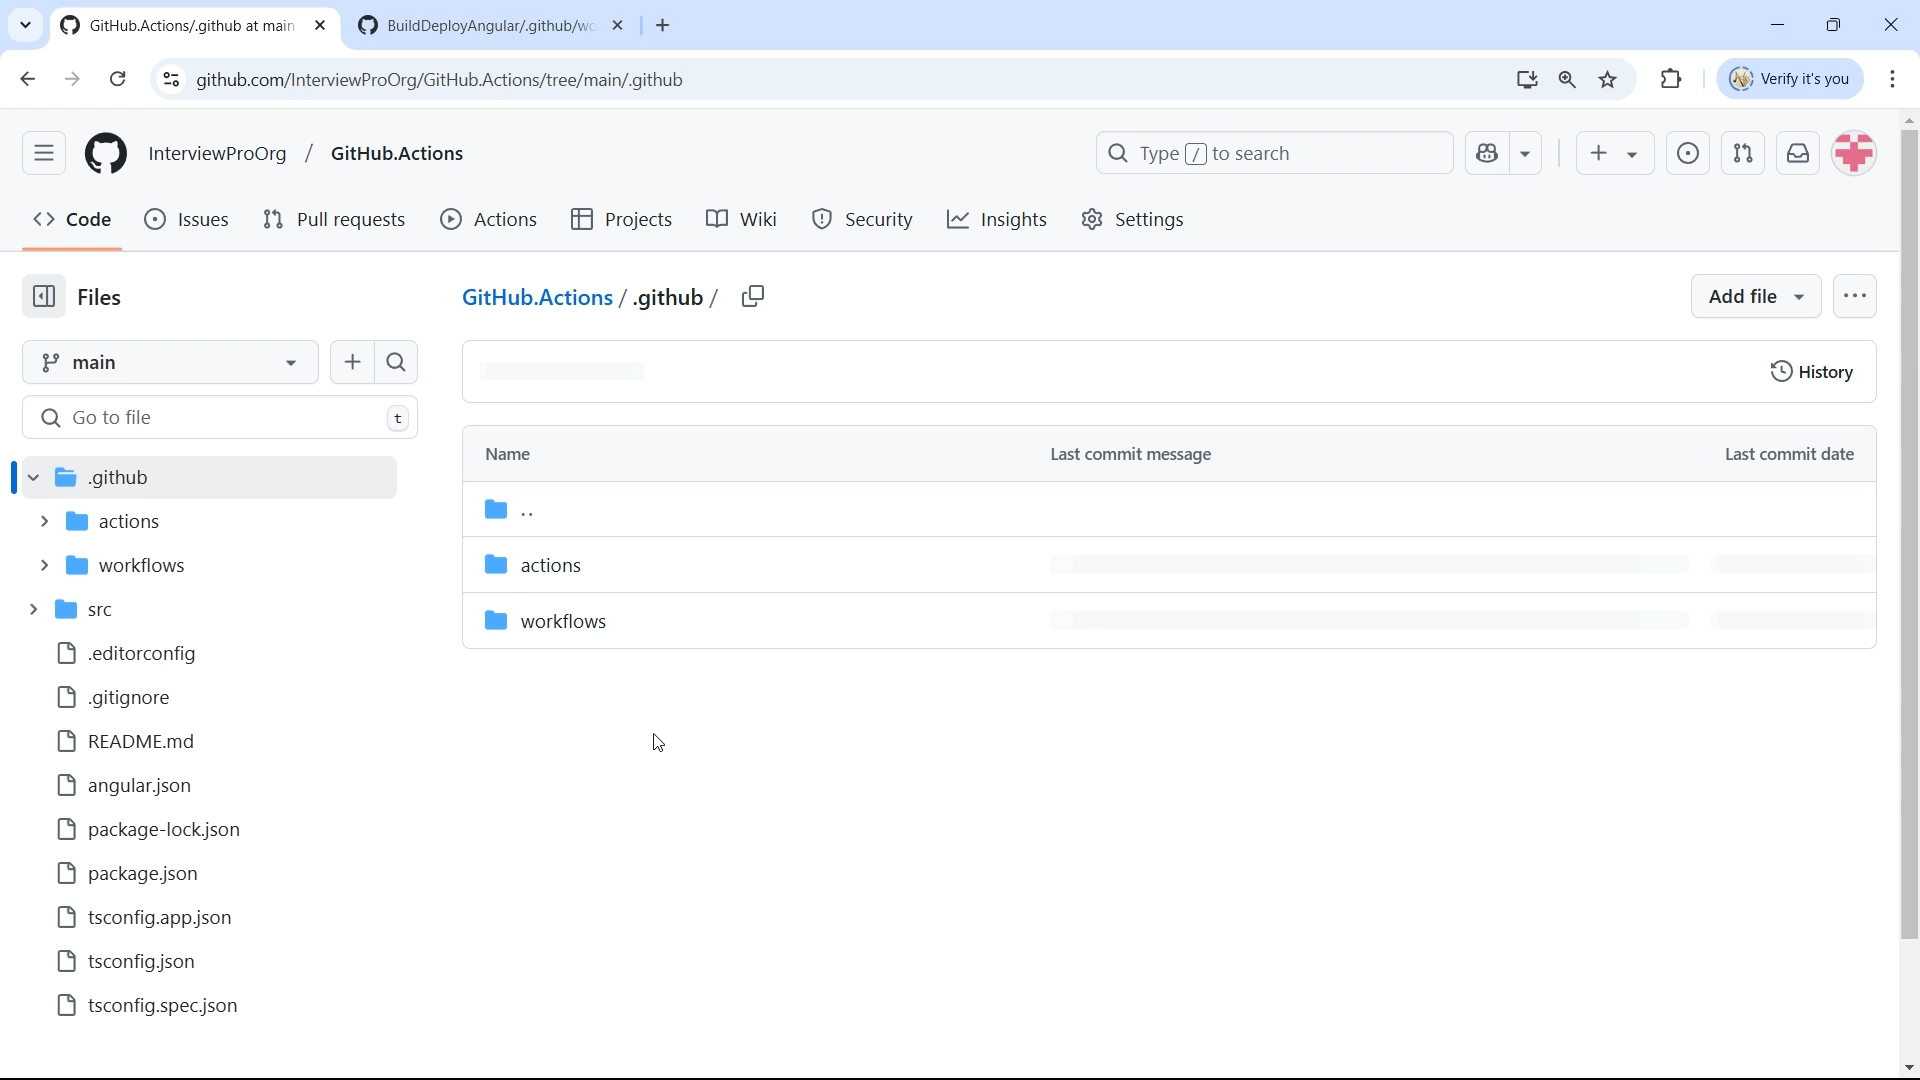 GitHub.Actions/.github at main
BuildDeployAngular/.github/wo
github.com/InterviewProOrg/GitHub.Actions/tree/main/.github
Verify it's you
InterviewProOrg / GitHub.Actions
Type / to search
Code
Issues
Pull requests
Actions
Projects
Wiki
Security
Insights
Settings
Files
GitHub.Actions / .github /
Add file
main
History
Go to file
t
Name
Last commit message
Last commit date
.github
..
actions
actions
workflows
workflows
src
.editorconfig
.gitignore
README.md
angular.json
package-lock.json
package.json
tsconfig.app.json
tsconfig.json
tsconfig.spec.json